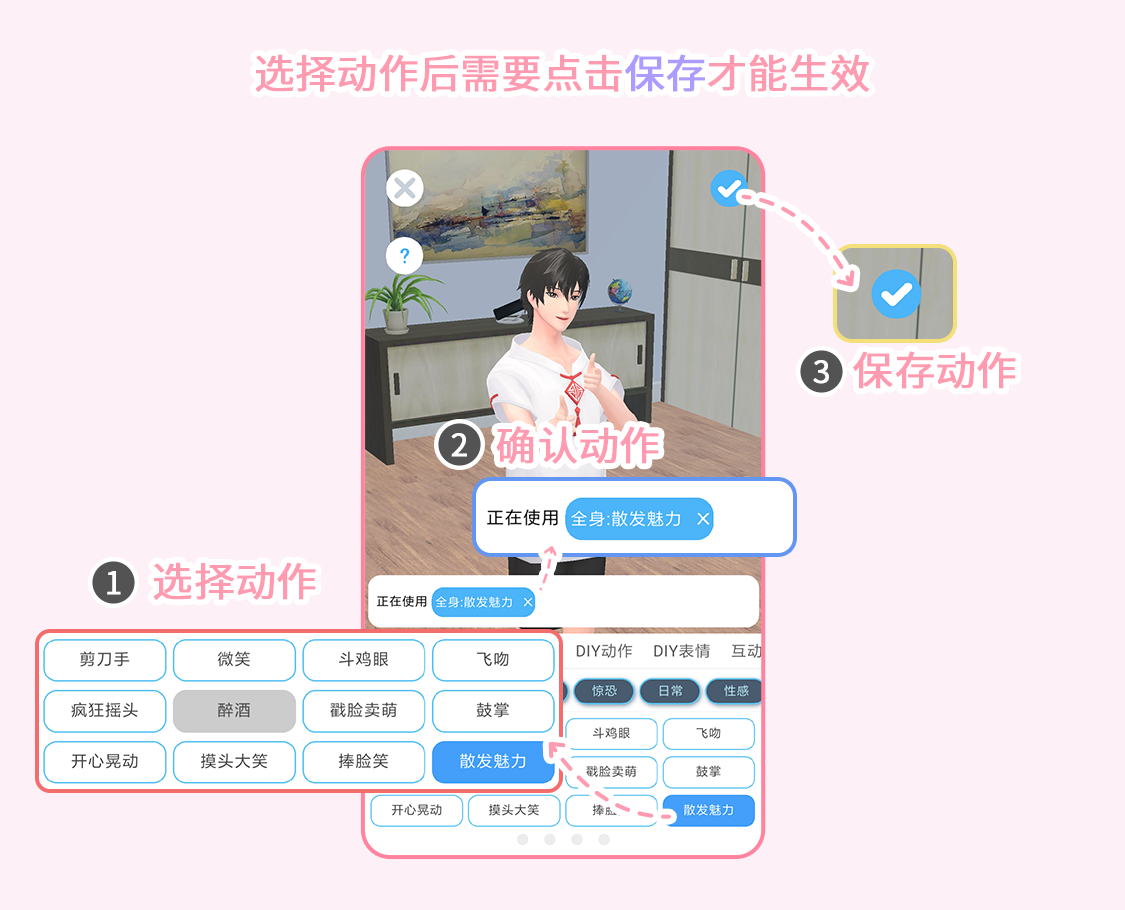 选择动作后需要点击保存才能生效
?
3 保存动作
2 确认动作
正在使用 全身:散发魅力 ×
1 选择动作
正在使用 全身:散发魅力 ×
剪刀手 微笑 斗鸡眼 飞吻
疯狂摇头 醉酒 戳脸卖萌 鼓掌
开心晃动 摸头大笑 捧脸笑 散发魅力
DIY动作 DIY表情 互动
惊恐 日常 性感
斗鸡眼 飞吻
戳脸卖萌 鼓掌
开心晃动 摸头大笑 捧脸 散发魅力